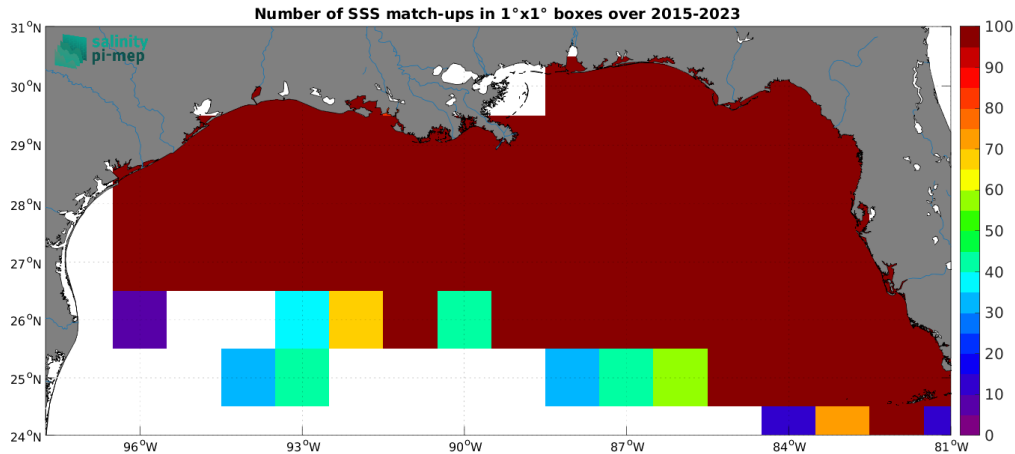 Number of SSS match-ups in 1°x1° boxes over 2015-2023
salinity
pi-mep
31°N
30°N
29°N
28°N
27°N
26°N
25°N
24°N
96°W
93°W
90°W
87°W
84°W
81°W
100
90
80
70
60
50
40
30
20
10
0